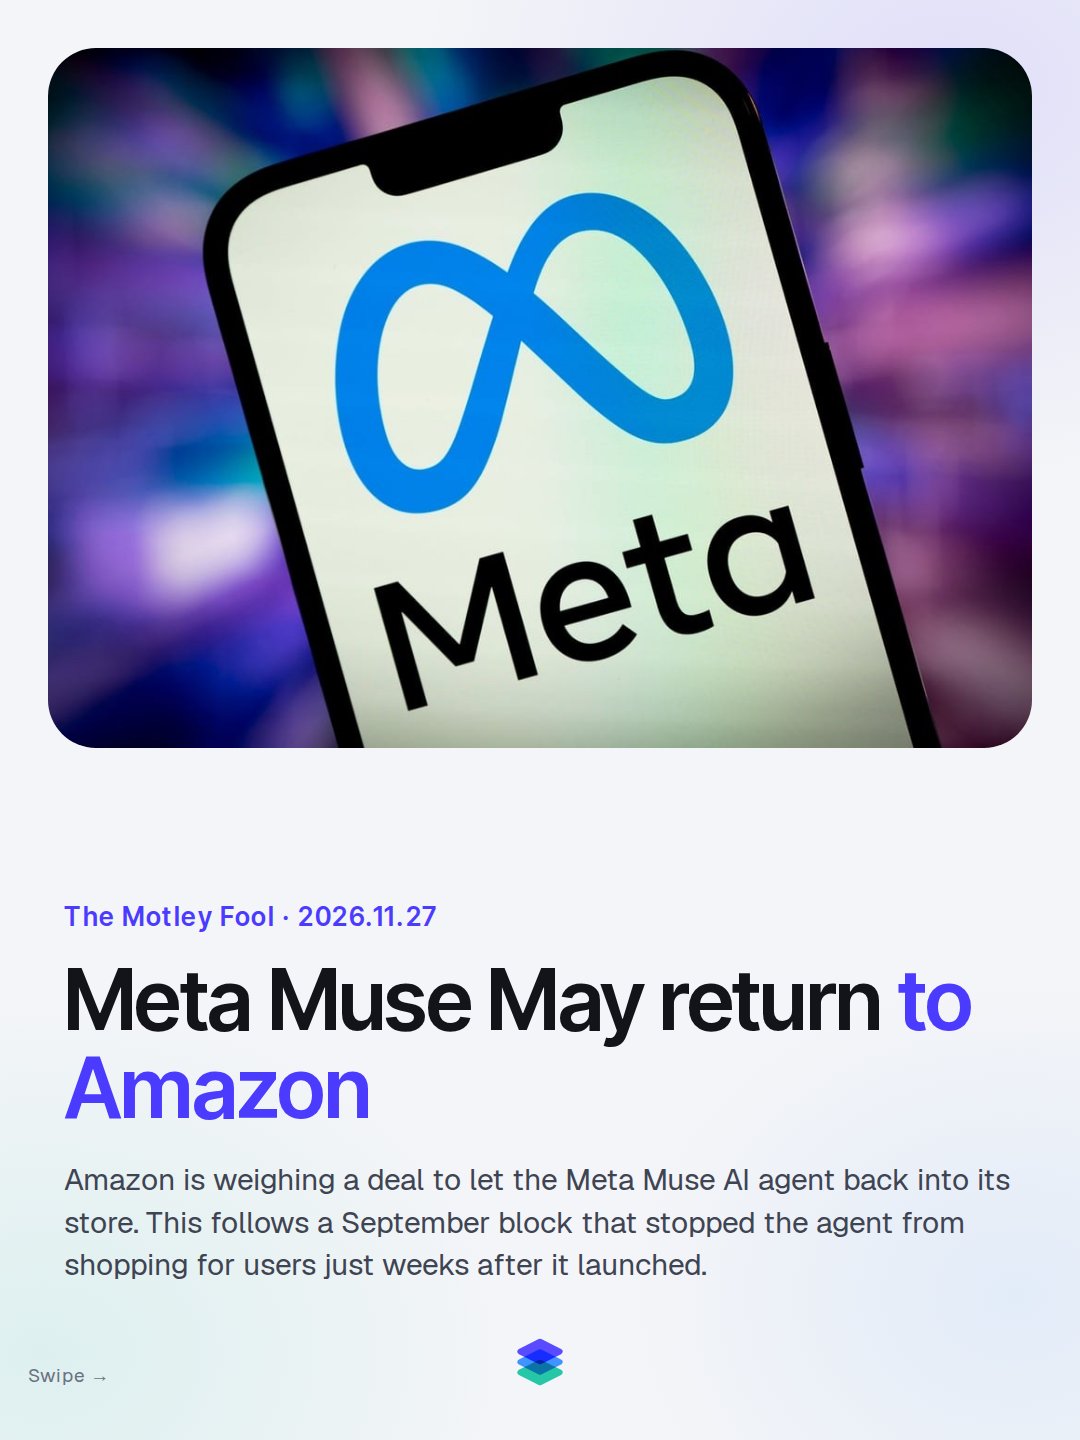 Meta
The Motley Fool · 2026.11.27
Meta Muse May return to
Amazon
Amazon is weighing a deal to let the Meta Muse AI agent back into its
store. This follows a September block that stopped the agent from
shopping for users just weeks after it launched.
Swipe →